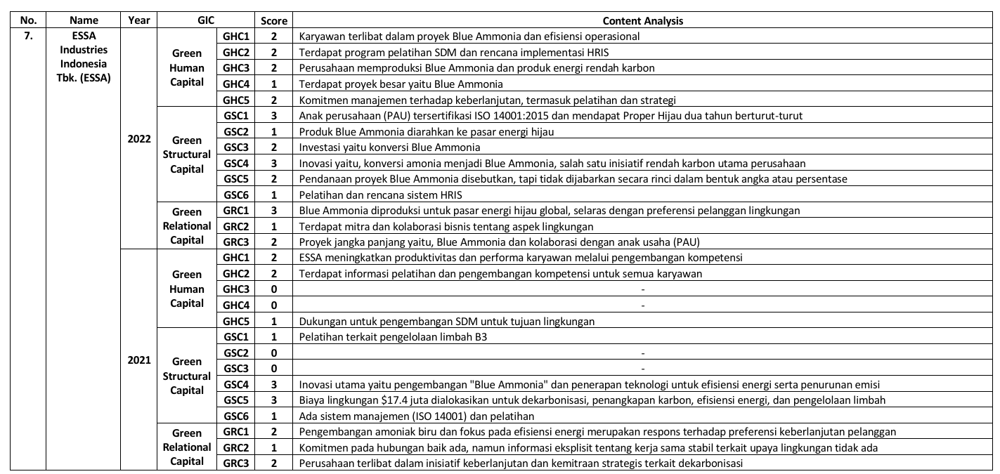 No. Name Year GIC Score Content Analysis
7. ESSA Industries Indonesia Tbk. (ESSA)
2022
Green Human Capital
GHC1 2 Karyawan terlibat dalam proyek Blue Ammonia dan efisiensi operasional
GHC2 2 Terdapat program pelatihan SDM dan rencana implementasi HRIS
GHC3 2 Perusahaan memproduksi Blue Ammonia dan produk energi rendah karbon
GHC4 1 Terdapat proyek besar yaitu Blue Ammonia
GHC5 2 Komitmen manajemen terhadap keberlanjutan, termasuk pelatihan dan strategi
Green Structural Capital
GSC1 3 Anak perusahaan (PAU) tersertifikasi ISO 14001:2015 dan mendapat Proper Hijau dua tahun berturut-turut
GSC2 1 Produk Blue Ammonia diarahkan ke pasar energi hijau
GSC3 2 Investasi yaitu konversi Blue Ammonia
GSC4 3 Inovasi yaitu, konversi amonia menjadi Blue Ammonia, salah satu inisiatif rendah karbon utama perusahaan
GSC5 2 Pendanaan proyek Blue Ammonia disebutkan, tapi tidak dijabarkan secara rinci dalam bentuk angka atau persentase
GSC6 1 Pelatihan dan rencana sistem HRIS
Green Relational Capital
GRC1 3 Blue Ammonia diproduksi untuk pasar energi hijau global, selaras dengan preferensi pelanggan lingkungan
GRC2 1 Terdapat mitra dan kolaborasi bisnis tentang aspek lingkungan
GRC3 2 Proyek jangka panjang yaitu, Blue Ammonia dan kolaborasi dengan anak usaha (PAU)
2021
Green Human Capital
GHC1 2 ESSA meningkatkan produktivitas dan performa karyawan melalui pengembangan kompetensi
GHC2 2 Terdapat informasi pelatihan dan pengembangan kompetensi untuk semua karyawan
GHC3 0 -
GHC4 0 -
GHC5 1 Dukungan untuk pengembangan SDM untuk tujuan lingkungan
Green Structural Capital
GSC1 1 Pelatihan terkait pengelolaan limbah B3
GSC2 0 -
GSC3 0 -
GSC4 3 Inovasi utama yaitu pengembangan "Blue Ammonia" dan penerapan teknologi untuk efisiensi energi serta penurunan emisi
GSC5 3 Biaya lingkungan $17.4 juta dialokasikan untuk dekarbonisasi, penangkapan karbon, efisiensi energi, dan pengelolaan limbah
GSC6 1 Ada sistem manajemen (ISO 14001) dan pelatihan
Green Relational Capital
GRC1 2 Pengembangan amoniak biru dan fokus pada efisiensi energi merupakan respons terhadap preferensi keberlanjutan pelanggan
GRC2 1 Komitmen pada hubungan baik ada, namun informasi eksplisit tentang kerja sama stabil terkait upaya lingkungan tidak ada
GRC3 2 Perusahaan terlibat dalam inisiatif keberlanjutan dan kemitraan strategis terkait dekarbonisasi